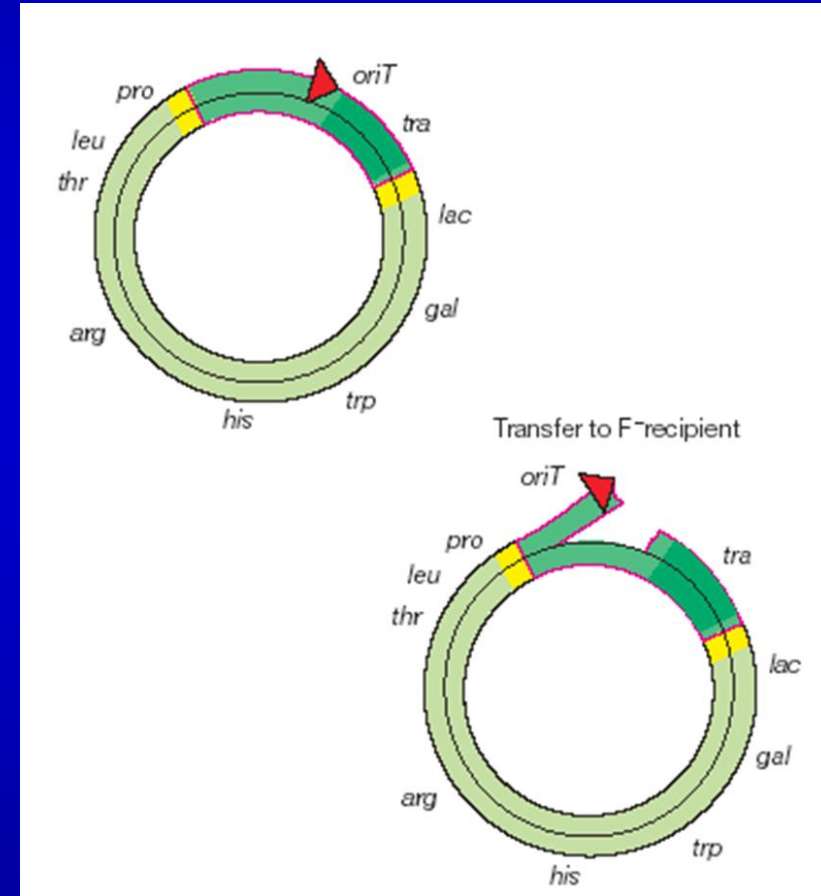 oriT
pro
tra
leu
thr
lac
gal
arg
trp
his
Transfer to F⁻recipient
oriT
pro
tra
leu
thr
lac
gal
arg
trp
his